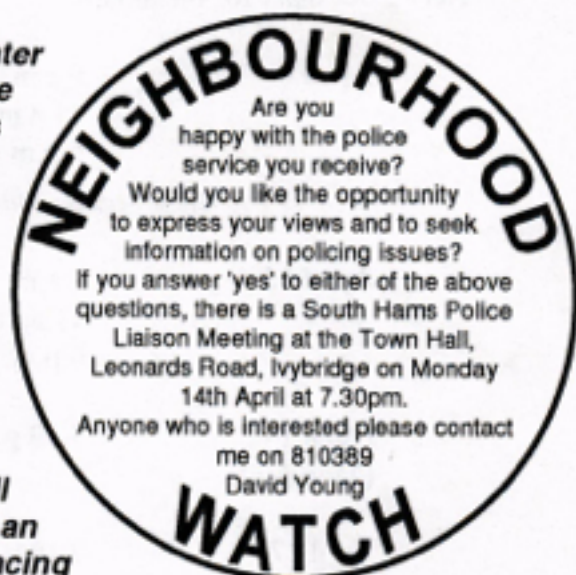 NEIGHBOURHOOD
Are you
happy with the police
service you receive?
Would you like the opportunity
to express your views and to seek
information on policing issues?
If you answer 'yes' to either of the above
questions, there is a South Hams Police
Liaison Meeting at the Town Hall,
Leonards Road, Ivybridge on Monday
14th April at 7.30pm.
Anyone who is interested please contact
me on 810389
David Young
WATCH
an